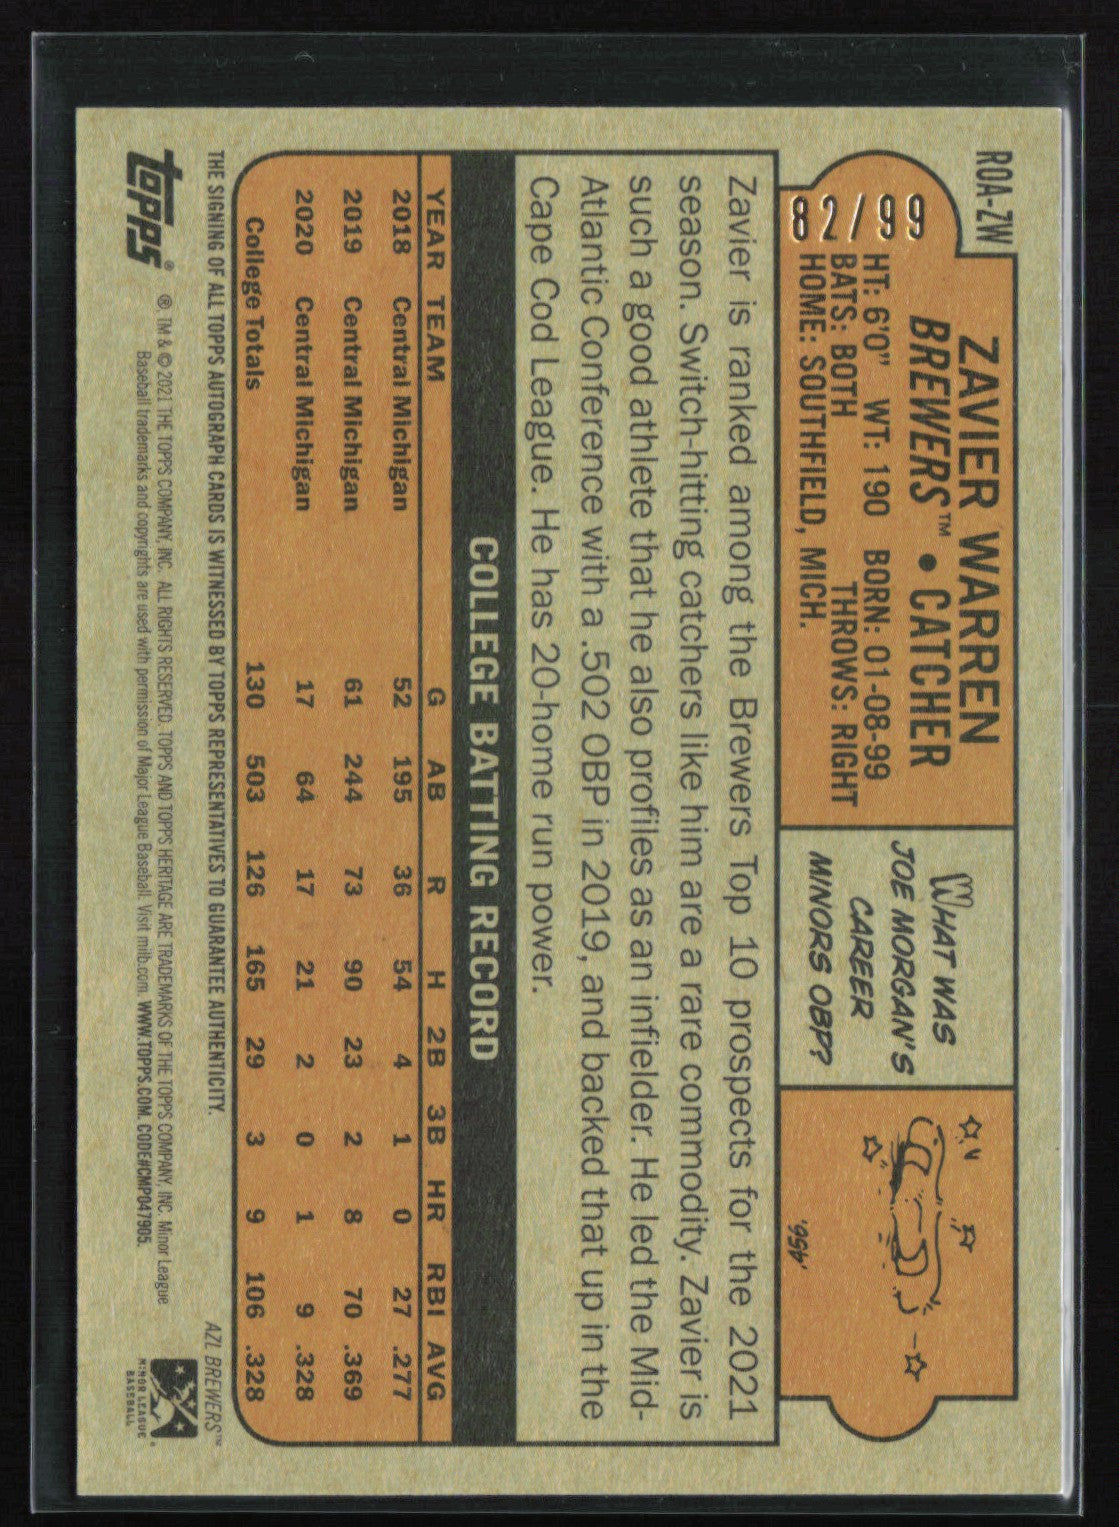 ROA-ZW
82/99
ZAVIER WARREN
BREWERS™ • CATCHER
HT: 6'0" WT: 190 BORN: 01-08-99
BATS: BOTH THROWS: RIGHT
HOME: SOUTHFIELD, MICH.
WHAT WAS
JOE MORGAN'S
CAREER
MINORS OBP?
.456.
Zavier is ranked among the Brewers Top 10 prospects for the 2021
season. Switch-hitting catchers like him are a rare commodity. Zavier is
such a good athlete that he also profiles as an infielder. He led the Mid-
Atlantic Conference with a .502 OBP in 2019, and backed that up in the
Cape Cod League. He has 20-home run power.
COLLEGE BATTING RECORD
YEAR TEAM G AB R H 2B 3B HR RBI AVG
2018 Central Michigan 52 195 36 54 4 1 0 27 .277
2019 Central Michigan 61 244 73 90 23 2 8 70 .369
2020 Central Michigan 17 64 17 21 2 0 1 9 .328
College Totals 130 503 126 165 29 3 9 106 .328
THE SIGNING OF ALL TOPPS AUTOGRAPH CARDS IS WITNESSED BY TOPPS REPRESENTATIVES TO GUARANTEE AUTHENTICITY.
AZL BREWERS™
topps®
® TM & © 2021 THE TOPPS COMPANY, INC. ALL RIGHTS RESERVED. TOPPS AND TOPPS HERITAGE ARE TRADEMARKS OF THE TOPPS COMPANY, INC. Minor League
Baseball trademarks and copyrights are used with permission of Major League Baseball. Visit milb.com. WWW.TOPPS.COM. CODE#CMP047905.
MINOR LEAGUE
BASEBALL®